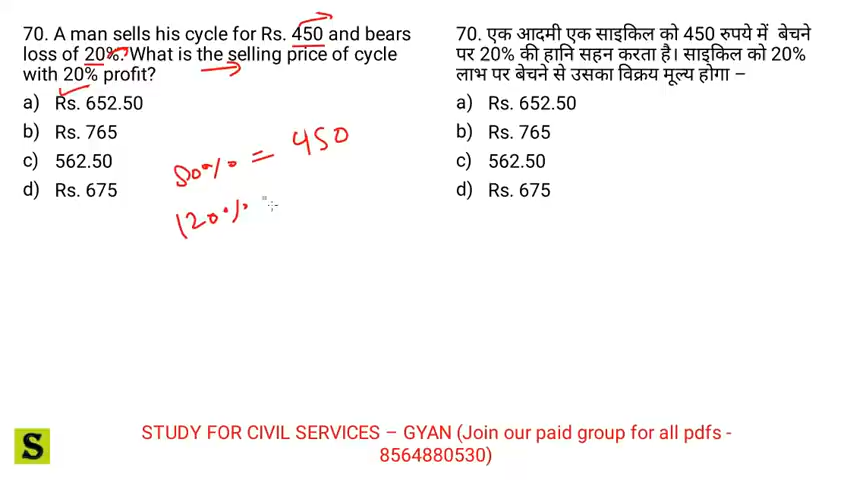 70. A man sells his cycle for Rs. 450 and bears
loss of 20%. What is the selling price of cycle
with 20% profit?
a) Rs. 652.50
b) Rs. 765
c) 562.50
d) Rs. 675
80% = 450
120%
70. एक आदमी एक साइकिल को 450 रुपये में बेचने
पर 20% की हानि सहन करता है। साइकिल को 20%
लाभ पर बेचने से उसका विक्रय मूल्य होगा –
a) Rs. 652.50
b) Rs. 765
c) 562.50
d) Rs. 675
S
STUDY FOR CIVIL SERVICES – GYAN (Join our paid group for all pdfs -
8564880530)